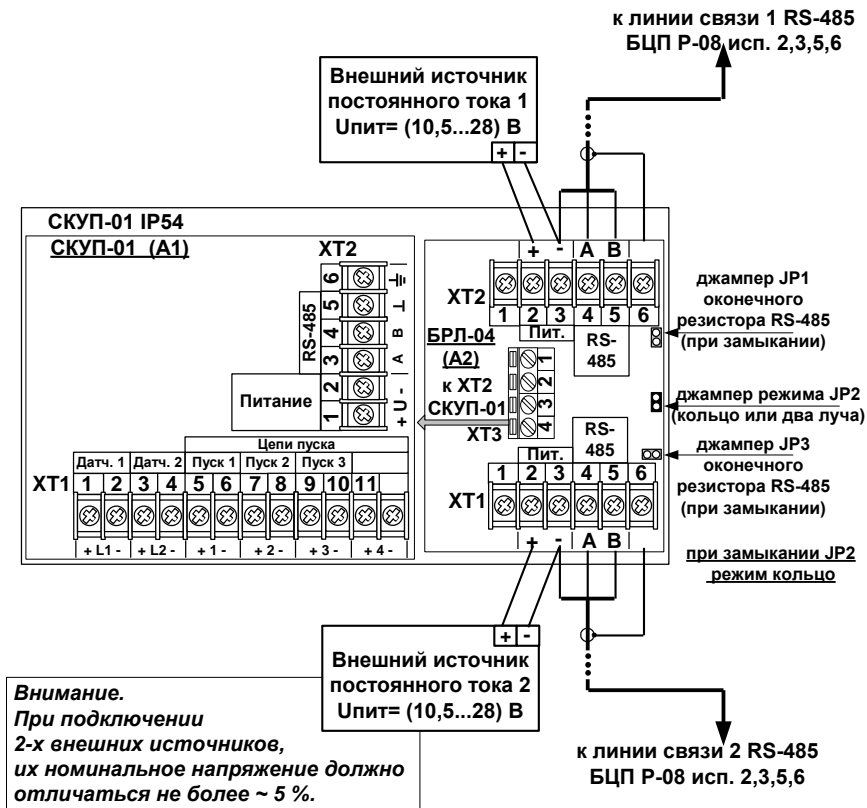 к линии связи 1 RS-485
БЦП Р-08 исп. 2,3,5,6
Внешний источник
постоянного тока 1
Uпит= (10,5...28) В
+ -
СКУП-01 IP54
СКУП-01 (А1)
XT2
6
5
4
3
2
1
RS-485
Питание
⊥
B
A
+ U -
Цепи пуска
Датч. 1 Датч. 2 Пуск 1 Пуск 2 Пуск 3
XT1
1 2 3 4 5 6 7 8 9 10 11
+ L1 - + L2 - + 1 - + 2 - + 3 - + 4 -
+ - A B
XT2
1 2 3 4 5 6
Пит.
RS-
485
БРЛ-04
(А2)
к XT2
СКУП-01
XT3
1
2
3
4
RS-
485
Пит.
1 2 3 4 5 6
XT1
+ - A B
джампер JP1
оконечного
резистора RS-485
(при замыкании)
джампер режима JP2
(кольцо или два луча)
джампер JP3
оконечного
резистора RS-485
(при замыкании)
при замыкании JP2
режим кольцо
+ -
Внешний источник
постоянного тока 2
Uпит= (10,5...28) В
Внимание.
При подключении
2-х внешних источников,
их номинальное напряжение должно
отличаться не более ~ 5 %.
к линии связи 2 RS-485
БЦП Р-08 исп. 2,3,5,6